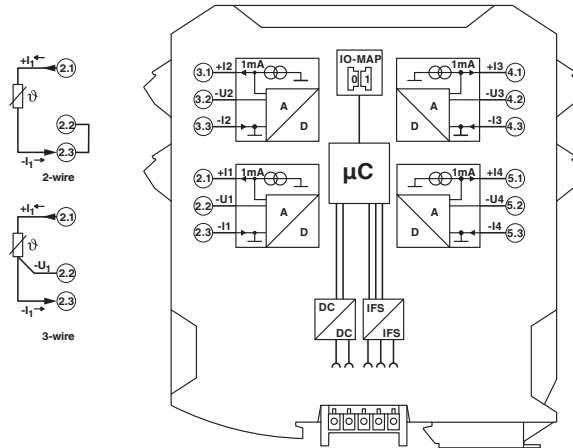 +I1
2.1
ϑ
2.2
2.3
-I1
2-wire
+I1
2.1
ϑ
-U1
2.2
2.3
-I1
3-wire
3.1 +I2 1mA
3.2 -U2 A
3.3 -I2 D
IO-MAP
0 1
1mA +I3 4.1
A -U3 4.2
D -I3 4.3
µC
2.1 +I1 1mA
2.2 -U1 A
2.3 -I1 D
1mA +I4 5.1
A -U4 5.2
D -I4 5.3
DC
DC
IFS
IFS